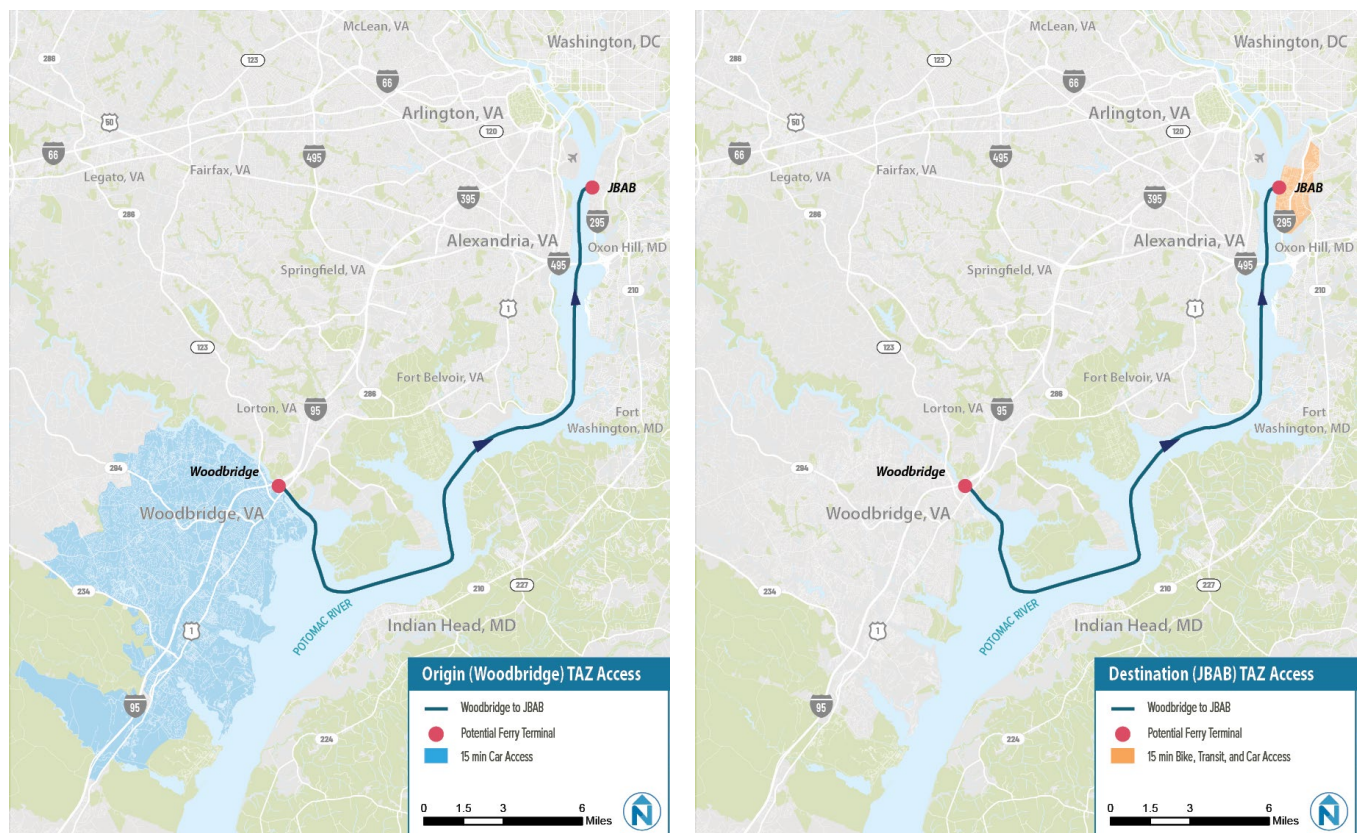 McLean, VA
Washington, DC
286
123
66
50
Arlington, VA
120
66
495
Legato, VA
Fairfax, VA
JBAB
286
395
295
Alexandria, VA
Oxon Hill, MD
495
Springfield, VA
210
1
123
Fort Belvoir, VA
286
Lorton, VA
95
Fort
Washington, MD
294
Woodbridge
Woodbridge, VA
234
227
210
POTOMAC RIVER
Indian Head, MD
1
95
224
Origin (Woodbridge) TAZ Access
Woodbridge to JBAB
Potential Ferry Terminal
15 min Car Access
0 1.5 3 6
Miles
N
McLean, VA
Washington, DC
286
123
66
50
Arlington, VA
120
66
495
Legato, VA
Fairfax, VA
JBAB
286
395
295
Alexandria, VA
Oxon Hill, MD
495
Springfield, VA
210
1
123
Fort Belvoir, VA
286
Lorton, VA
95
Fort
Washington, MD
294
Woodbridge
Woodbridge, VA
234
227
210
POTOMAC RIVER
Indian Head, MD
1
95
224
Destination (JBAB) TAZ Access
Woodbridge to JBAB
Potential Ferry Terminal
15 min Bike, Transit, and Car Access
0 1.5 3 6
Miles
N